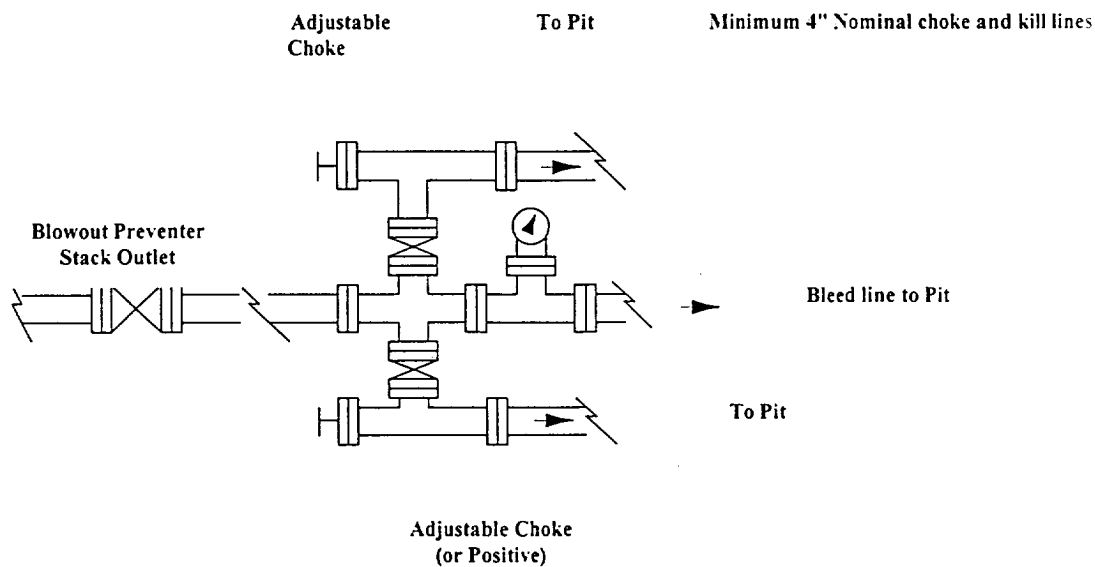 Adjustable
Choke
To Pit
Minimum 4" Nominal choke and kill lines
Blowout Preventer
Stack Outlet
Bleed line to Pit
To Pit
Adjustable Choke
(or Positive)